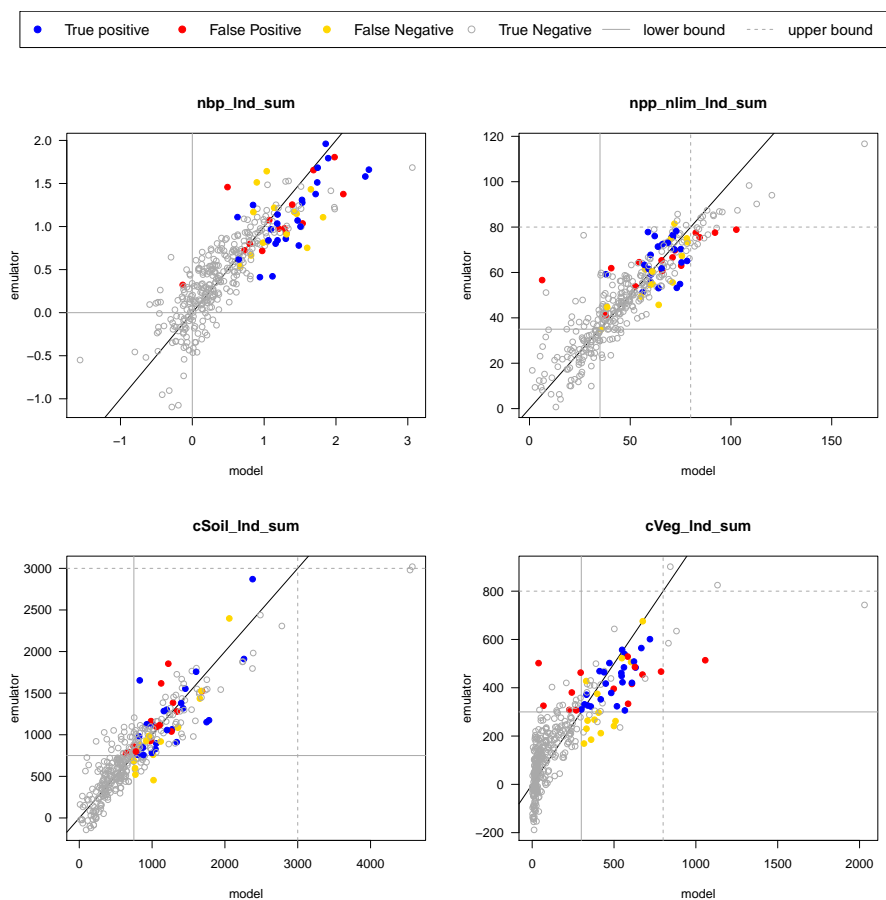 True positive False Positive False Negative True Negative lower bound upper bound
nbp_lnd_sum
2.0
1.5
1.0
0.5
0.0
−0.5
−1.0
emulator
−1 0 1 2 3
model
npp_nlim_lnd_sum
120
100
80
60
40
20
0
emulator
0 50 100 150
model
cSoil_lnd_sum
3000
2500
2000
1500
1000
500
0
emulator
0 1000 2000 3000 4000
model
cVeg_lnd_sum
800
600
400
200
0
−200
emulator
0 500 1000 1500 2000
model